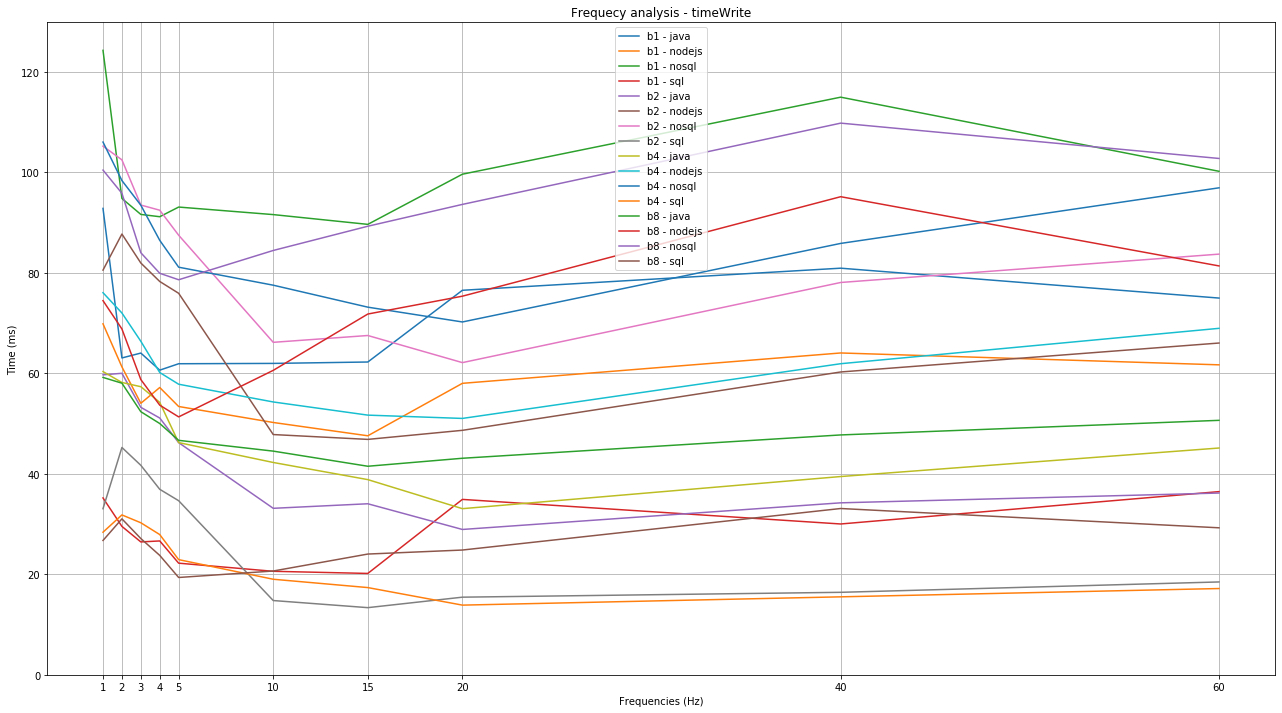 Frequecy analysis - timeWrite
b1 - java
b1 - nodejs
b1 - nosql
b1 - sql
b2 - java
b2 - nodejs
b2 - nosql
b2 - sql
b4 - java
b4 - nodejs
b4 - nosql
b4 - sql
b8 - java
b8 - nodejs
b8 - nosql
b8 - sql
Time (ms)
120
100
80
60
40
20
0
1 2 3 4 5 10 15 20 40 60
Frequencies (Hz)